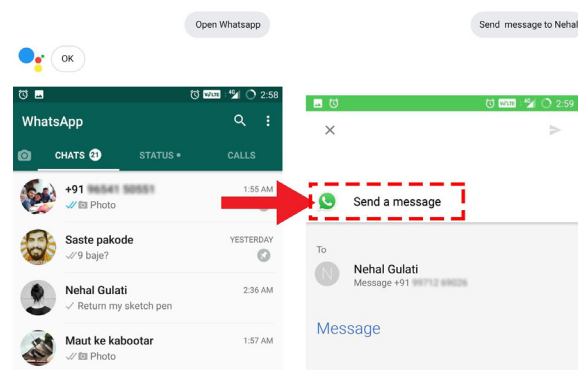 Open Whatsapp
OK
2:58
WhatsApp
CHATS 21 STATUS • CALLS
+91 1:55 AM
Photo
Saste pakode YESTERDAY
9 baje?
Nehal Gulati 2:36 AM
Return my sketch pen
Maut ke kabootar 1:57 AM
Photo
Send message to Nehal
4G 2:59
Send a message
To
N Nehal Gulati
Message +91
Message